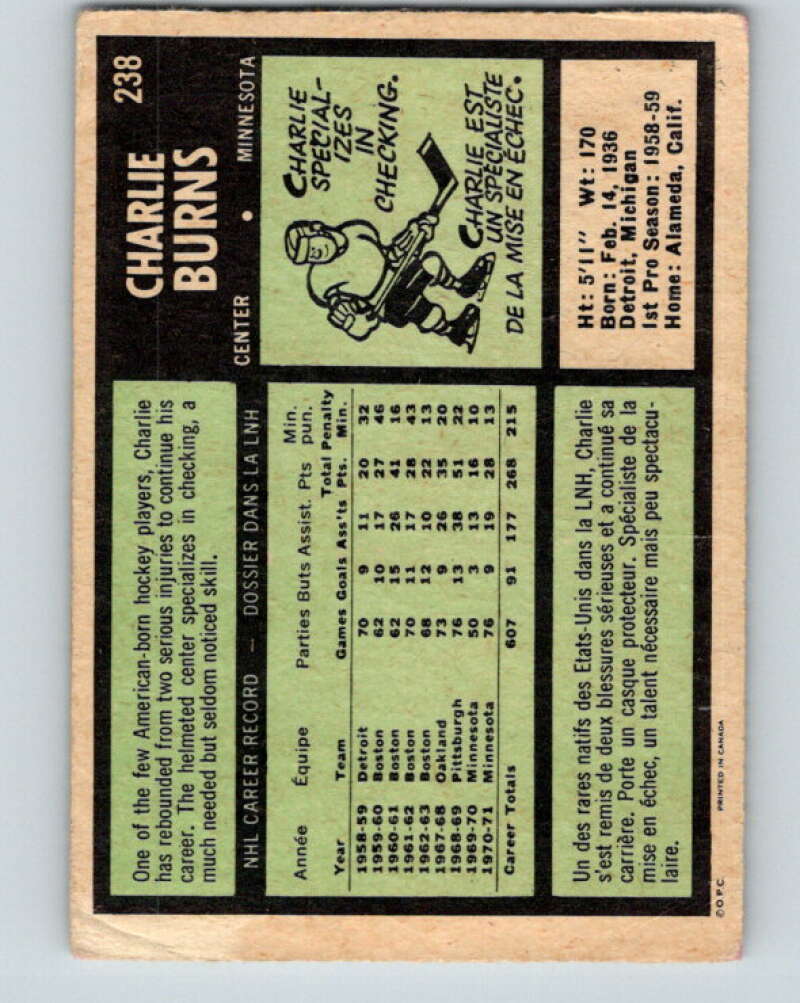 238
CHARLIE
BURNS
CENTER • MINNESOTA
One of the few American-born hockey players, Charlie
has rebounded from two serious injuries to continue his
career. The helmeted center specializes in checking, a
much needed but seldom noticed skill.
CHARLIE
SPECIAL-
IZES
IN
CHECKING.
CHARLIE EST
UN SPÉCIALISTE
DE LA MISE EN ÉCHEC.
NHL CAREER RECORD — DOSSIER DANS LA LNH
Année Équipe Parties Buts Assist. Pts Min. pun.
Year Team Games Goals Ass'ts Total Pts. Penalty Min.
1958-59 Detroit 70 9 11 20 32
1959-60 Boston 62 10 17 27 46
1960-61 Boston 62 15 26 41 16
1961-62 Boston 70 11 17 28 43
1962-63 Boston 68 12 10 22 13
1967-68 Oakland 73 9 26 35 20
1968-69 Pittsburgh 76 13 38 51 22
1969-70 Minnesota 50 3 13 16 10
1970-71 Minnesota 76 9 19 28 13
Career Totals 607 91 177 268 215
Ht: 5'11" Wt: 170
Born: Feb. 14, 1936
Detroit, Michigan
1st Pro Season: 1958-59
Home: Alameda, Calif.
Un des rares natifs des Etats-Unis dans la LNH, Charlie
s'est remis de deux blessures sérieuses et a continué sa
carrière. Porte un casque protecteur. Spécialiste de la
mise en échec, un talent nécessaire mais peu spectacu-
laire.
© O.P.C. PRINTED IN CANADA